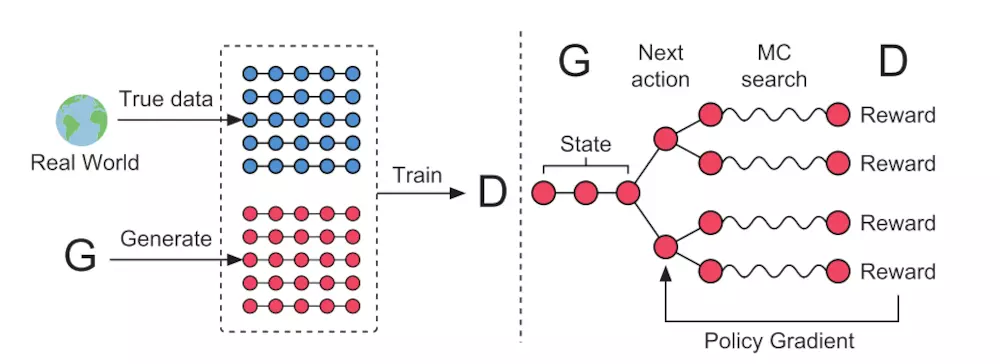 True data
Real World
G
Generate
Train
D
G
Next
action
MC
search
D
State
Reward
Reward
Reward
Reward
Policy Gradient